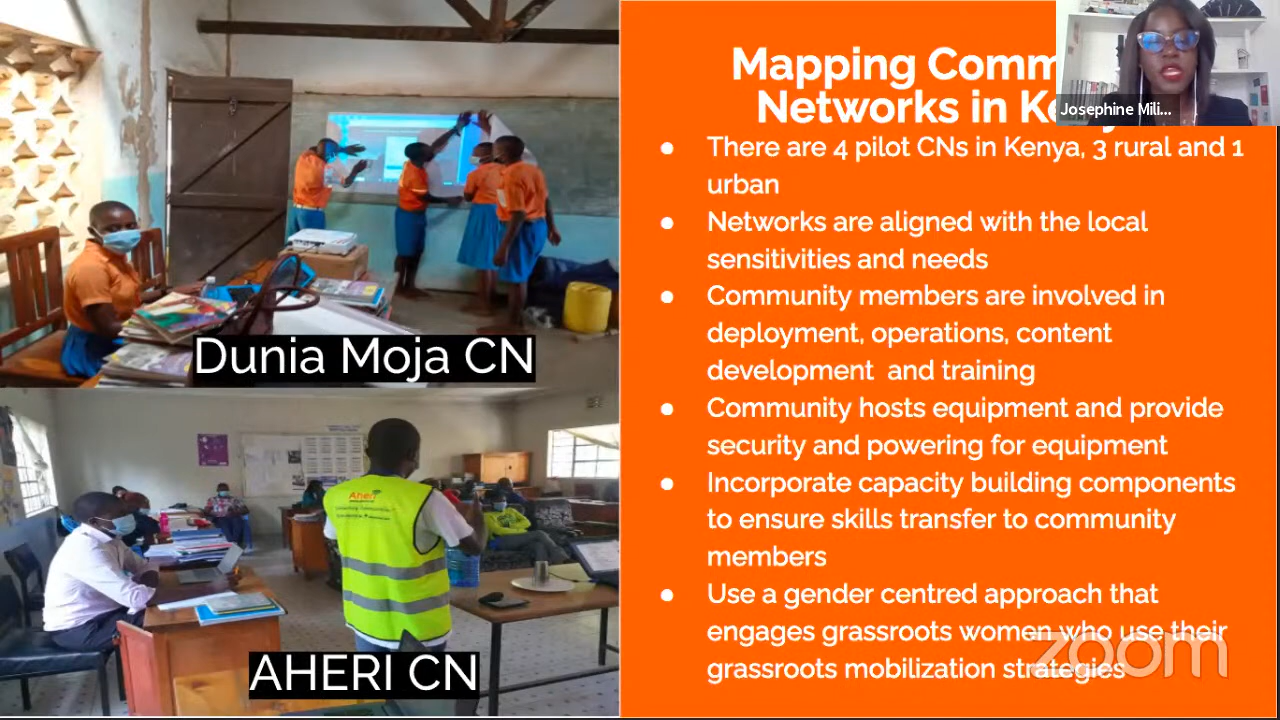 Mapping Comm
Networks in Ke
Josephine Mili...
There are 4 pilot CNs in Kenya, 3 rural and 1
urban
Networks are aligned with the local
sensitivities and needs
Community members are involved in
deployment, operations, content
development and training
Community hosts equipment and provide
security and powering for equipment
Incorporate capacity building components
to ensure skills transfer to community
members
Use a gender centred approach that
engages grassroots women who use their
grassroots mobilization strategies
zoom
Dunia Moja CN
Aheri
AHERI CN